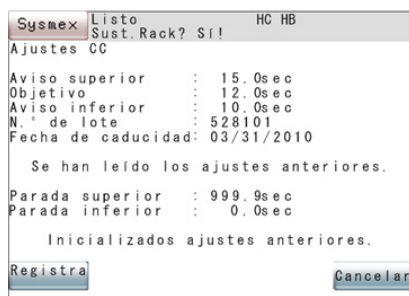 Sysmex
Listo HC HB
Sust.Rack? Sí!
Ajustes CC
Aviso superior : 15.0sec
Objetivo : 12.0sec
Aviso inferior : 10.0sec
N.° de lote : 528101
Fecha de caducidad: 03/31/2010
Se han leído los ajustes anteriores.
Parada superior : 999.9sec
Parada inferior : 0.0sec
Inicializados ajustes anteriores.
Registra
Cancelar